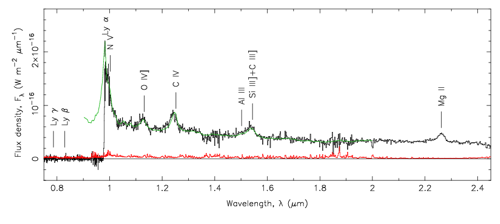 Ly α
N V
O IV]
C IV
Al III
Si III]+C III]
Mg II
Ly γ
Ly β
2×10⁻¹⁶
10⁻¹⁶
0
Flux density, Fλ (W m⁻² μm⁻¹)
0.8 1 1.2 1.4 1.6 1.8 2 2.2 2.4
Wavelength, λ (μm)